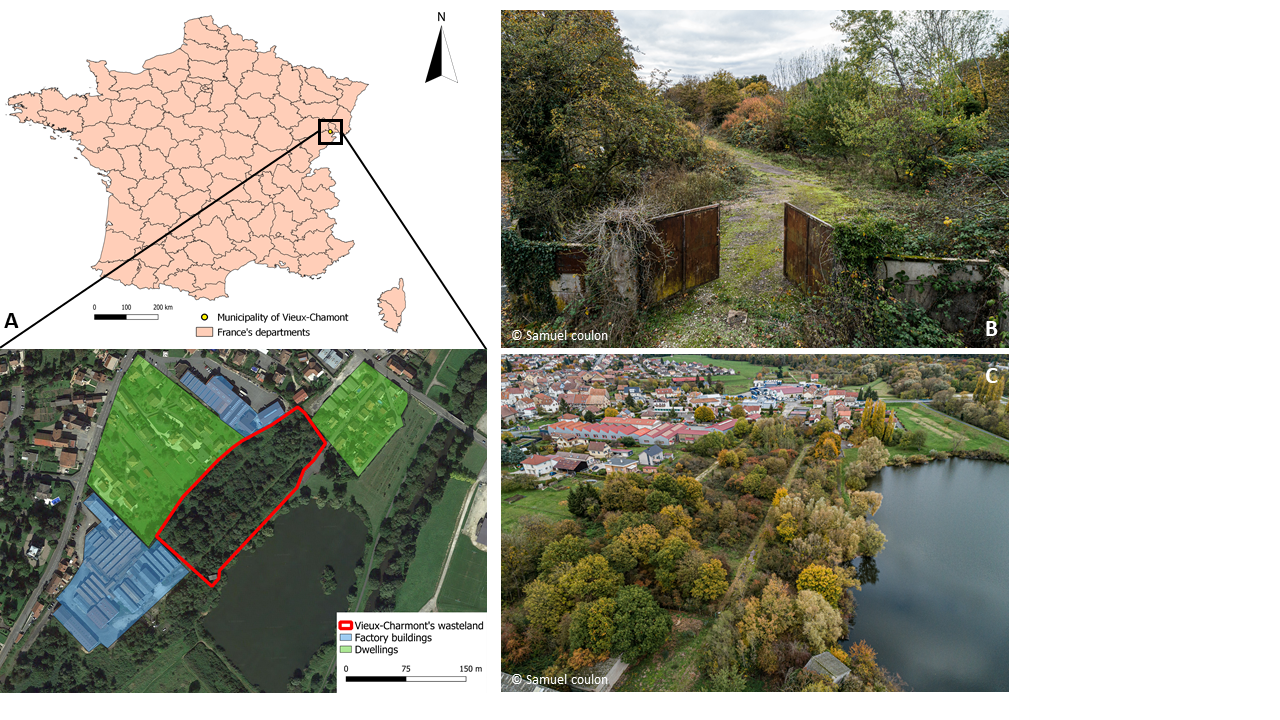 N
0 100 200 km
Municipality of Vieux-Chamont
France's departments
A
© Samuel coulon
B
Vieux-Charmont's wasteland
Factory buildings
Dwellings
0 75 150 m
C
© Samuel coulon